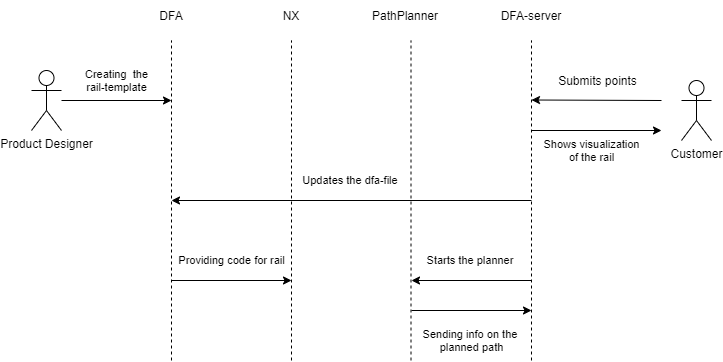 DFA
NX
PathPlanner
DFA-server
Creating the
rail-template
Submits points
Product Designer
Shows visualization
of the rail
Customer
Updates the dfa-file
Providing code for rail
Starts the planner
Sending info on the
planned path